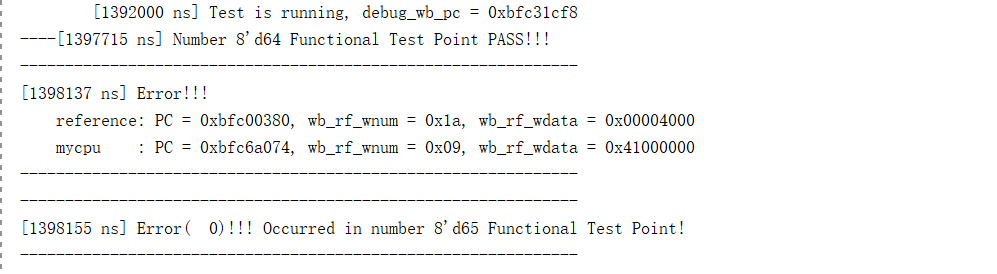 [1392000 ns] Test is running, debug_wb_pc = 0xbfc31cf8
----[1397715 ns] Number 8'd64 Functional Test Point PASS!!!
--------------------------------------------------------------
[1398137 ns] Error!!!
reference: PC = 0xbfc00380, wb_rf_wnum = 0x1a, wb_rf_wdata = 0x00004000
mycpu    : PC = 0xbfc6a074, wb_rf_wnum = 0x09, wb_rf_wdata = 0x41000000
--------------------------------------------------------------
--------------------------------------------------------------
[1398155 ns] Error(  0)!!! Occurred in number 8'd65 Functional Test Point!
--------------------------------------------------------------